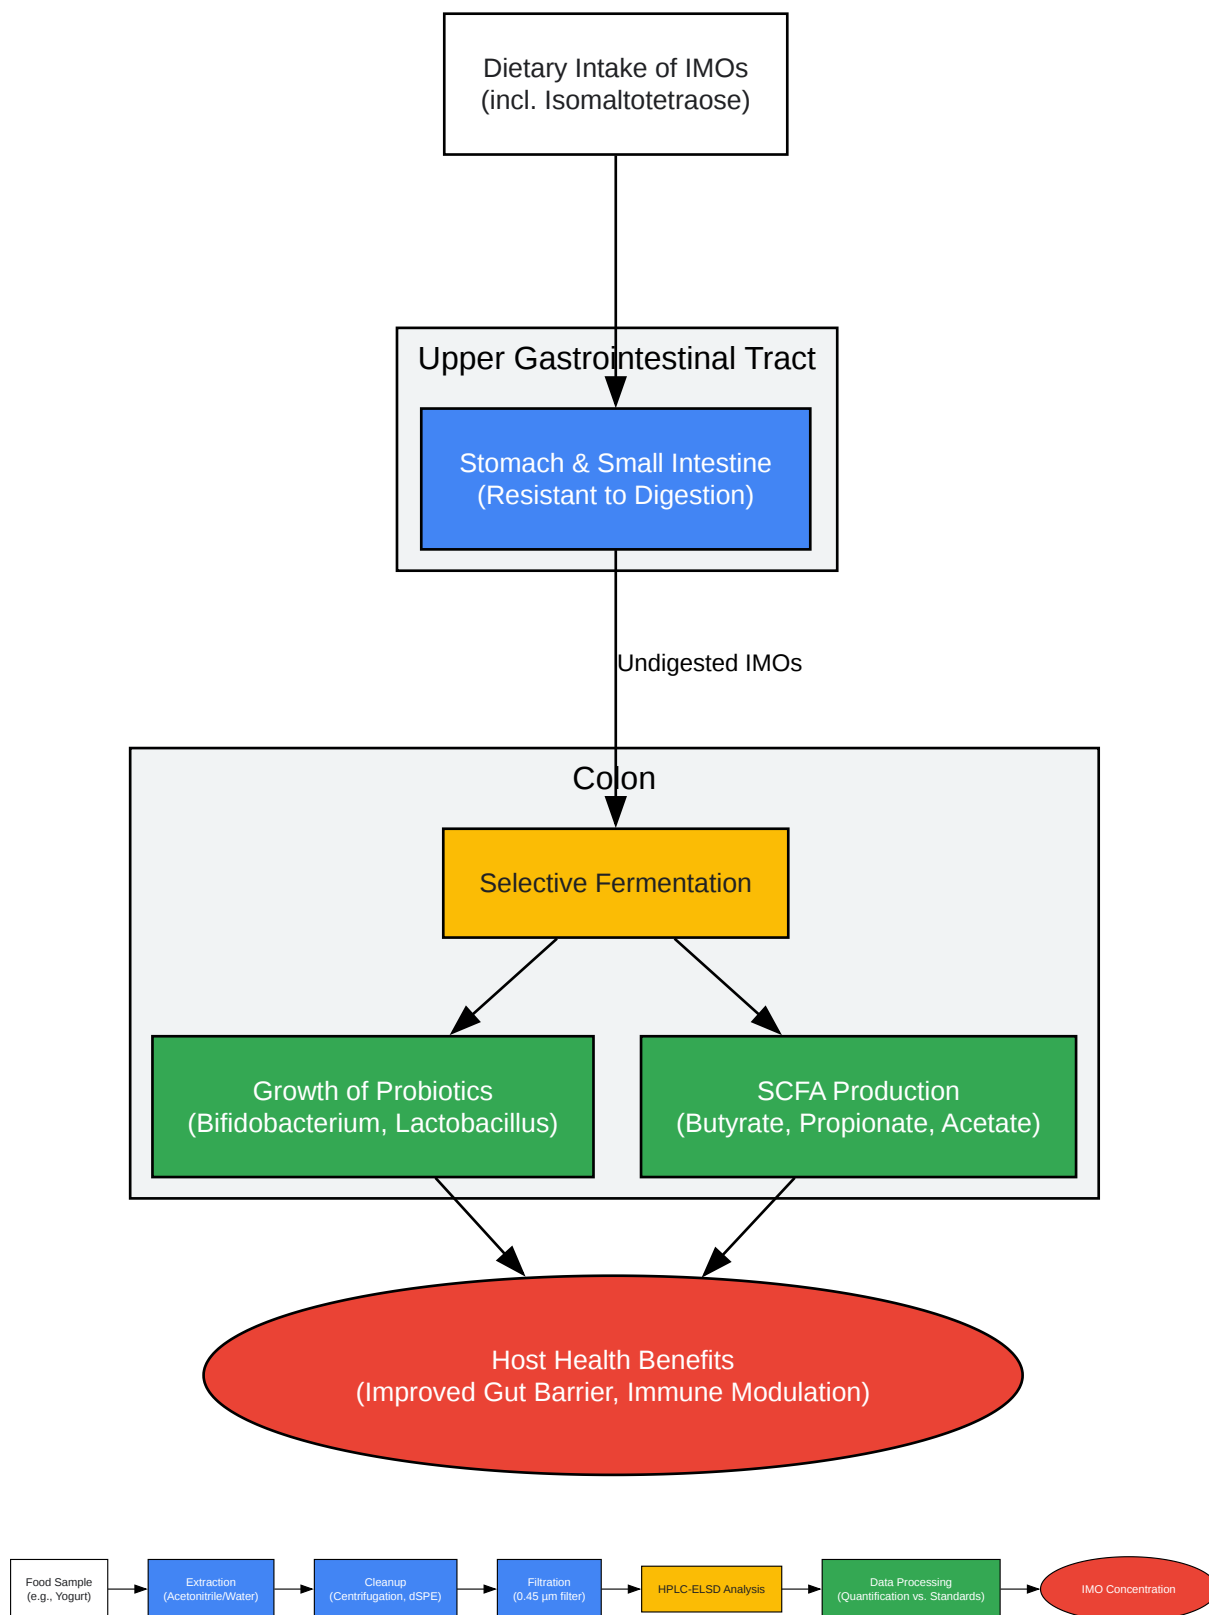 Dietary Intake of IMOs
(incl. Isomaltotetraose)
Upper Gastrointestinal Tract
Stomach & Small Intestine
(Resistant to Digestion)
Undigested IMOs
Colon
Selective Fermentation
Growth of Probiotics
(Bifidobacterium, Lactobacillus)
SCFA Production
(Butyrate, Propionate, Acetate)
Host Health Benefits
(Improved Gut Barrier, Immune Modulation)
Food Sample
(e.g., Yogurt)
Extraction
(Acetonitrile/Water)
Cleanup
(Centrifugation, dSPE)
Filtration
(0.45 µm filter)
HPLC-ELSD Analysis
Data Processing
(Quantification vs. Standards)
IMO Concentration